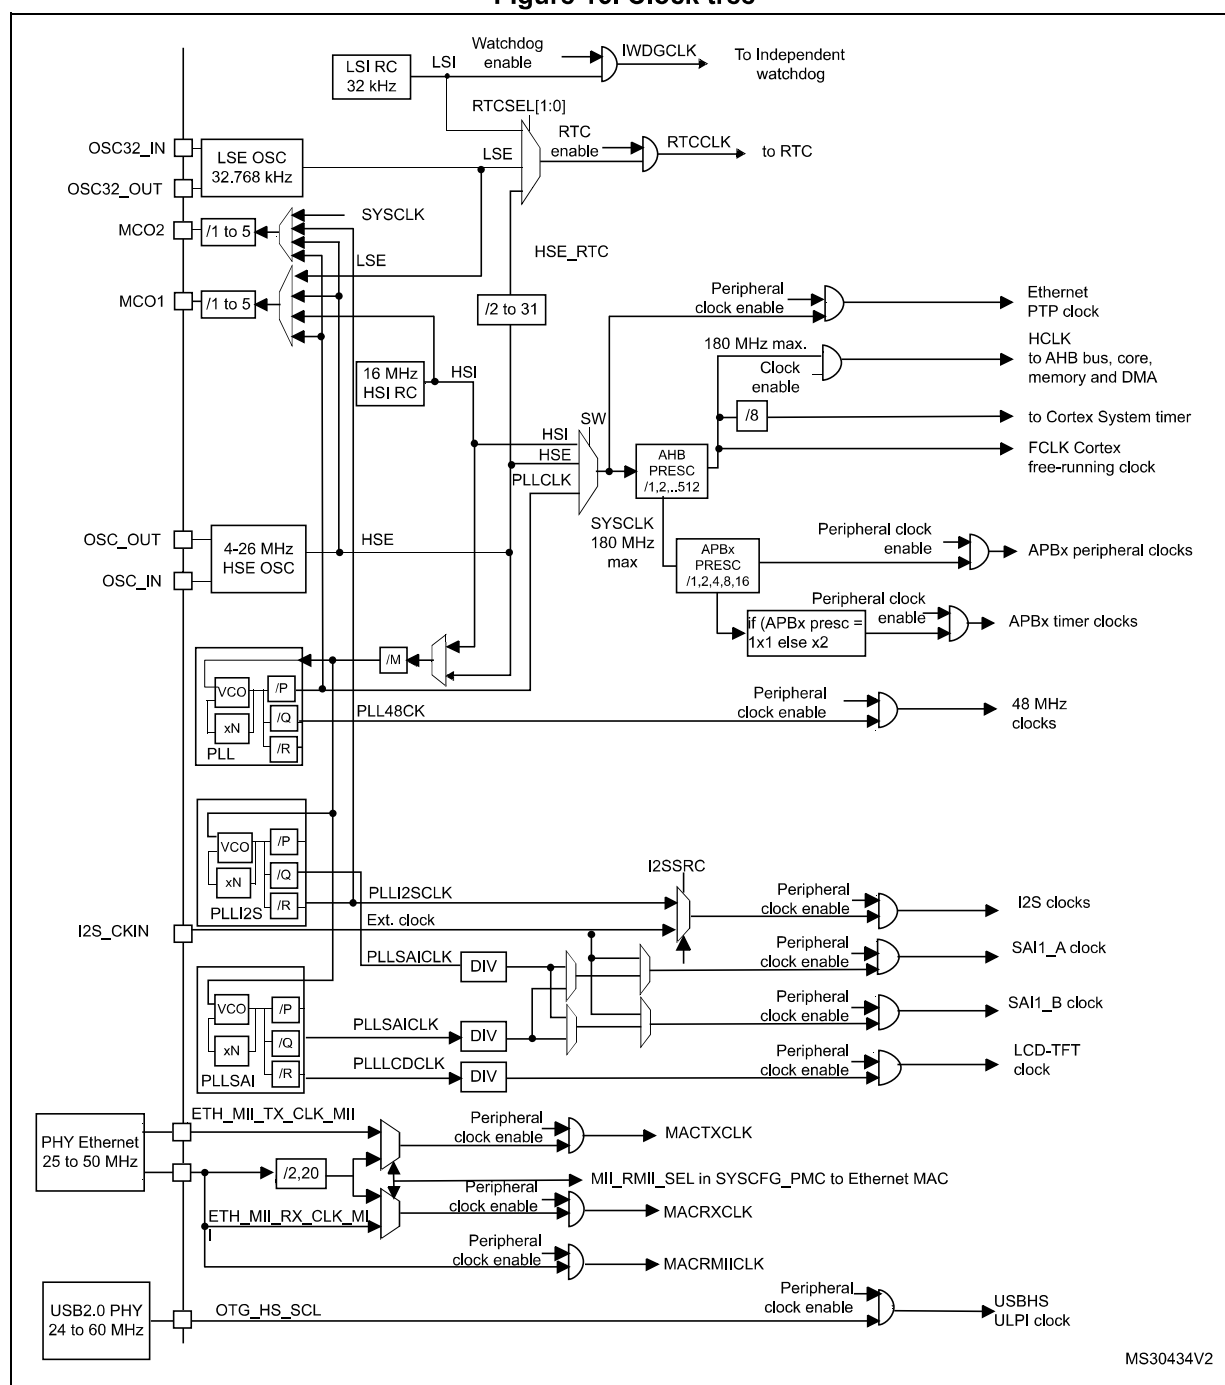 Figure 16. Clock tree
Watchdog
enable
IWDGCLK
To Independent
watchdog
LSI RC
32 kHz
LSI
RTCSEL[1:0]
RTC
enable
RTCCLK
to RTC
OSC32_IN
OSC32_OUT
LSE OSC
32.768 kHz
LSE
MCO2
/1 to 5
SYSCLK
LSE
HSE_RTC
MCO1
/1 to 5
/2 to 31
Peripheral
clock enable
Ethernet
PTP clock
180 MHz max.
Clock
enable
HCLK
to AHB bus, core,
memory and DMA
16 MHz
HSI RC
HSI
/8
to Cortex System timer
SW
HSI
HSE
PLLCLK
AHB
PRESC
/1,2,..512
FCLK Cortex
free-running clock
SYSCLK
180 MHz
max
OSC_OUT
OSC_IN
4-26 MHz
HSE OSC
HSE
APBx
PRESC
/1,2,4,8,16
Peripheral clock
enable
APBx peripheral clocks
if (APBx presc =
1x1 else x2
Peripheral clock
enable
APBx timer clocks
/M
VCO
xN
/P
/Q
/R
PLL
PLL48CK
Peripheral
clock enable
48 MHz
clocks
VCO
xN
/P
/Q
/R
PLLI2S
I2SSRC
PLLI2SCLK
Peripheral
clock enable
I2S clocks
I2S_CKIN
Ext. clock
PLLSAICLK
DIV
Peripheral
clock enable
SAI1_A clock
VCO
xN
/P
/Q
/R
PLLSAI
PLLSAICLK
DIV
Peripheral
clock enable
SAI1_B clock
PLLLCDCLK
DIV
Peripheral
clock enable
LCD-TFT
clock
PHY Ethernet
25 to 50 MHz
ETH_MII_TX_CLK_MII
Peripheral
clock enable
MACTXCLK
/2,20
MII_RMII_SEL in SYSCFG_PMC to Ethernet MAC
ETH_MII_RX_CLK_MI
I
Peripheral
clock enable
MACRXCLK
Peripheral
clock enable
MACRMIICLK
USB2.0 PHY
24 to 60 MHz
OTG_HS_SCL
Peripheral
clock enable
USBHS
ULPI clock
MS30434V2